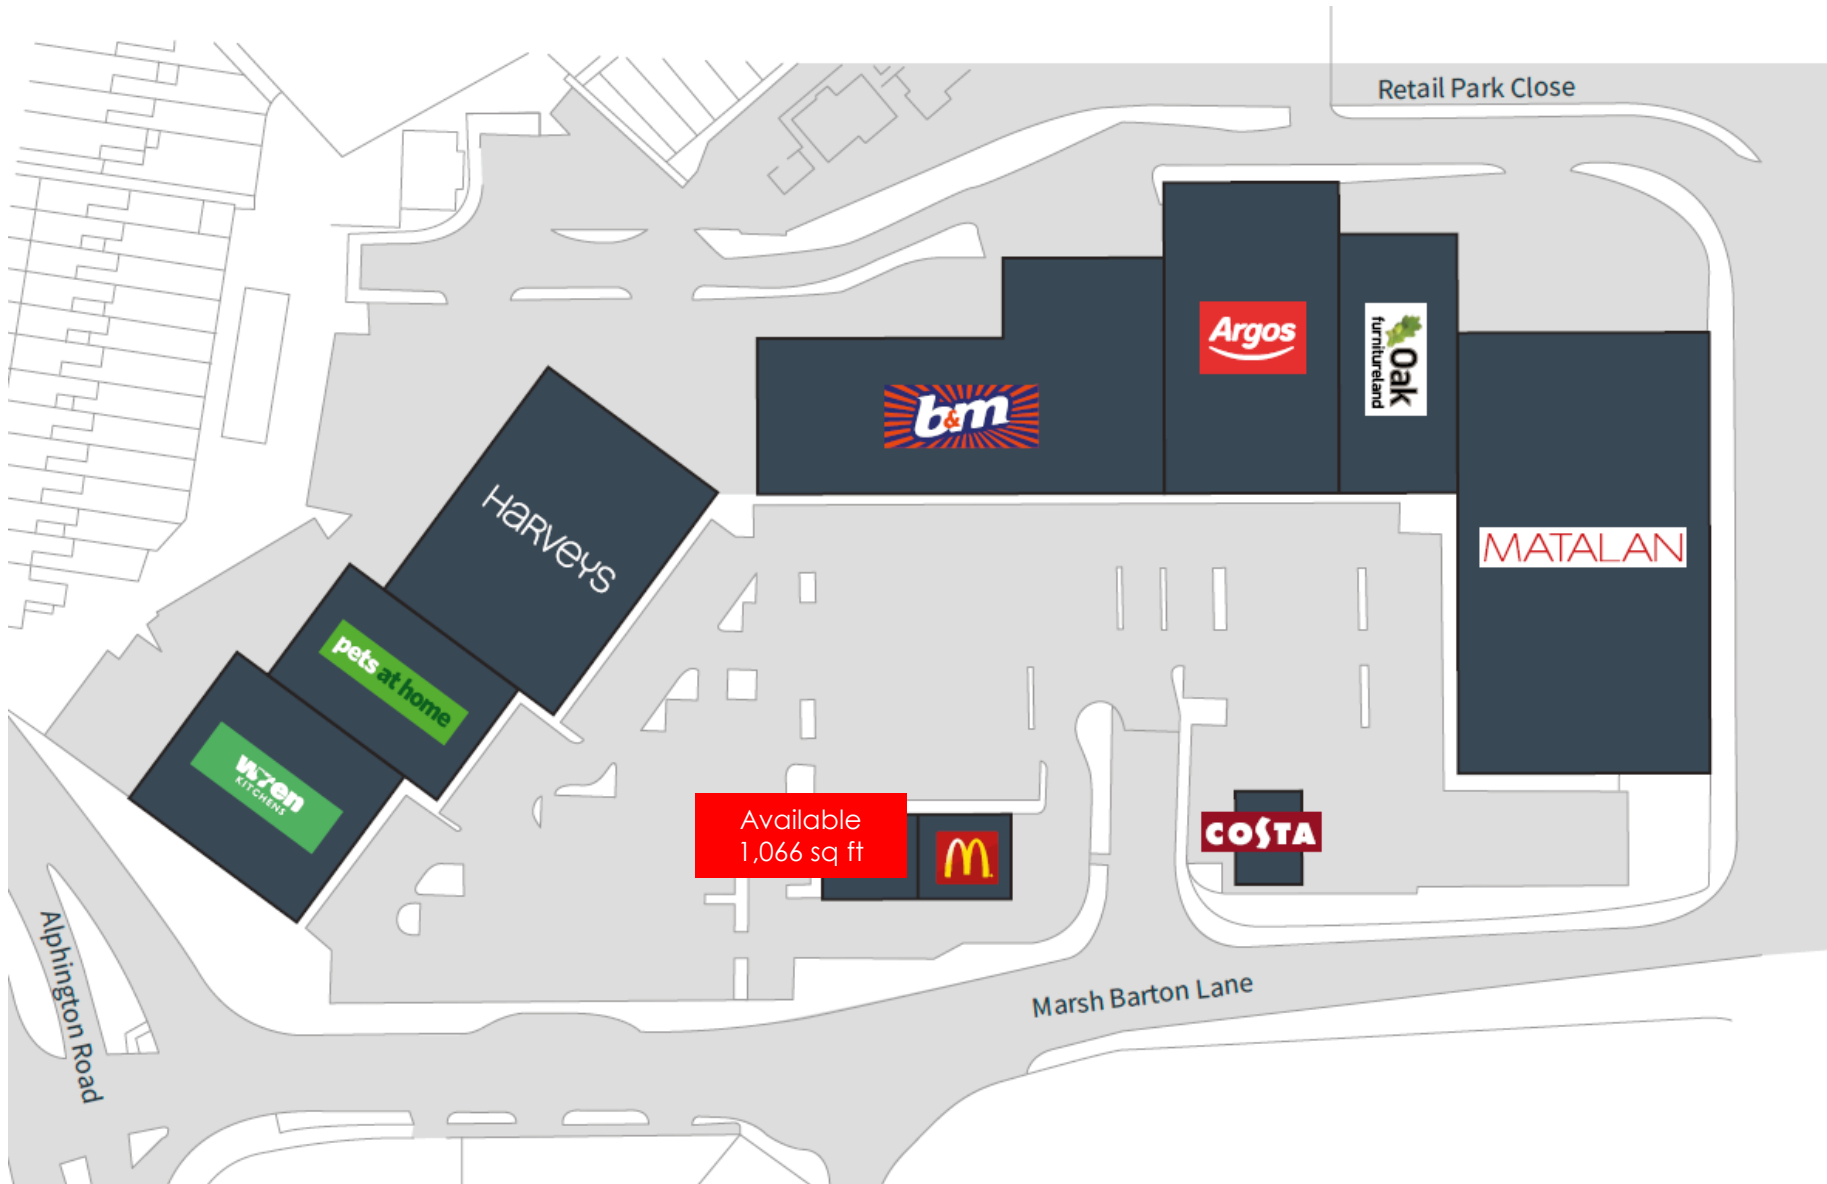 Retail Park Close
Argos
Oak
furnitureland
b&m
HARVEYS
MATALAN
pets at home
wren
KITCHENS
Available
1,066 sq ft
M
COSTA
Alphington Road
Marsh Barton Lane